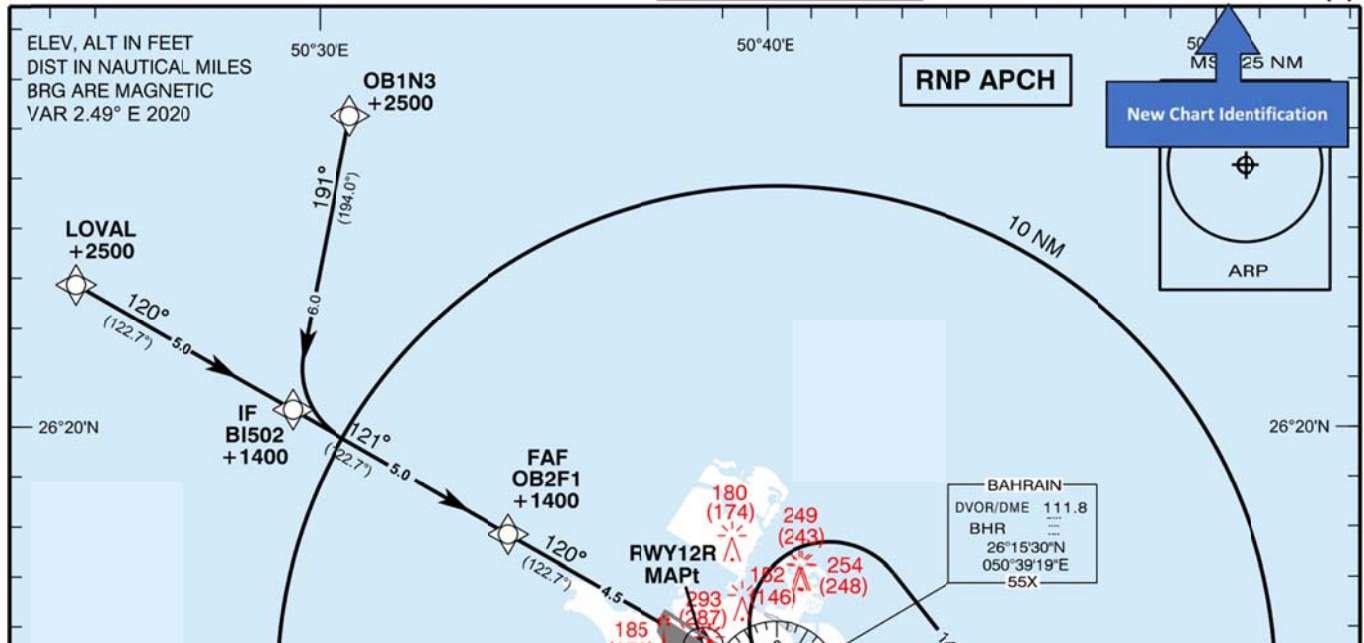 ELEV, ALT IN FEET
DIST IN NAUTICAL MILES
BRG ARE MAGNETIC
VAR 2.49° E 2020
50°30'E
50°40'E
RNP APCH
25 NM
New Chart Identification
ARP
OB1N3
+2500
191°
(194.0°)
6.0
LOVAL
+2500
120°
(122.7°)
5.0
10 NM
26°20'N
26°20'N
IF
BI502
+1400
121°
5.0
FAF
OB2F1
+1400
120°
(122.7°)
4.5
RWY12R
MAPt
180
(174)
249
(243)
254
(248)
293
(287)
185
BAHRAIN
DVOR/DME 111.8
BHR
26°15'30"N
050°39'19"E
55X